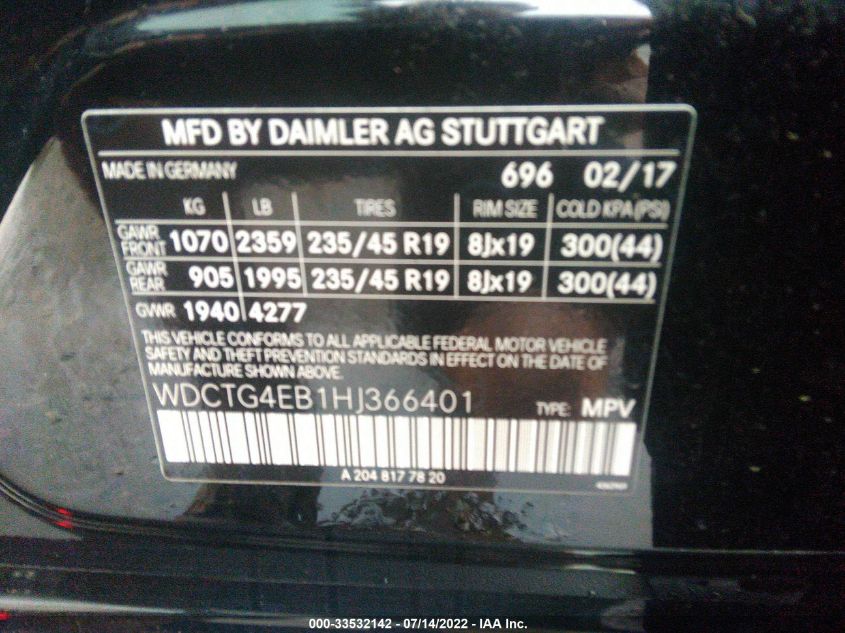 MFD BY DAIMLER AG STUTTGART
MADE IN GERMANY 696 02/17
KG LB TIRES RIM SIZE COLD KPA(PSI)
GAWR FRONT 1070 2359 235/45 R19 8Jx19 300(44)
GAWR REAR 905 1995 235/45 R19 8Jx19 300(44)
GVWR 1940 4277
THIS VEHICLE CONFORMS TO ALL APPLICABLE FEDERAL MOTOR VEHICLE
SAFETY AND THEFT PREVENTION STANDARDS IN EFFECT ON THE DATE OF
MANUFACTURE SHOWN ABOVE.
WDCTG4EB1HJ366401 TYPE: MPV
A 204 817 78 20
000-33532142 - 07/14/2022 - IAA Inc.